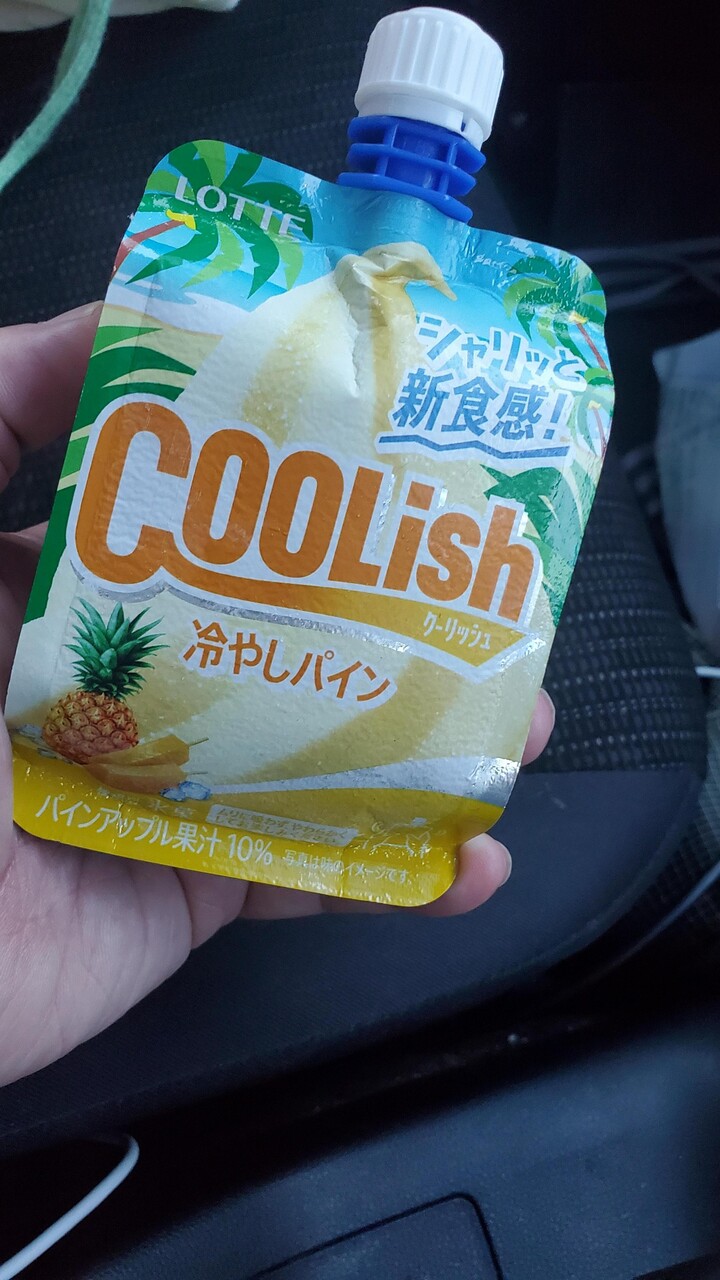 LOTTE
シャリッと
新食感!
COOLish
クーリッシュ
冷やしパイン
パインアップル果汁10%
写真は味のイメージです。